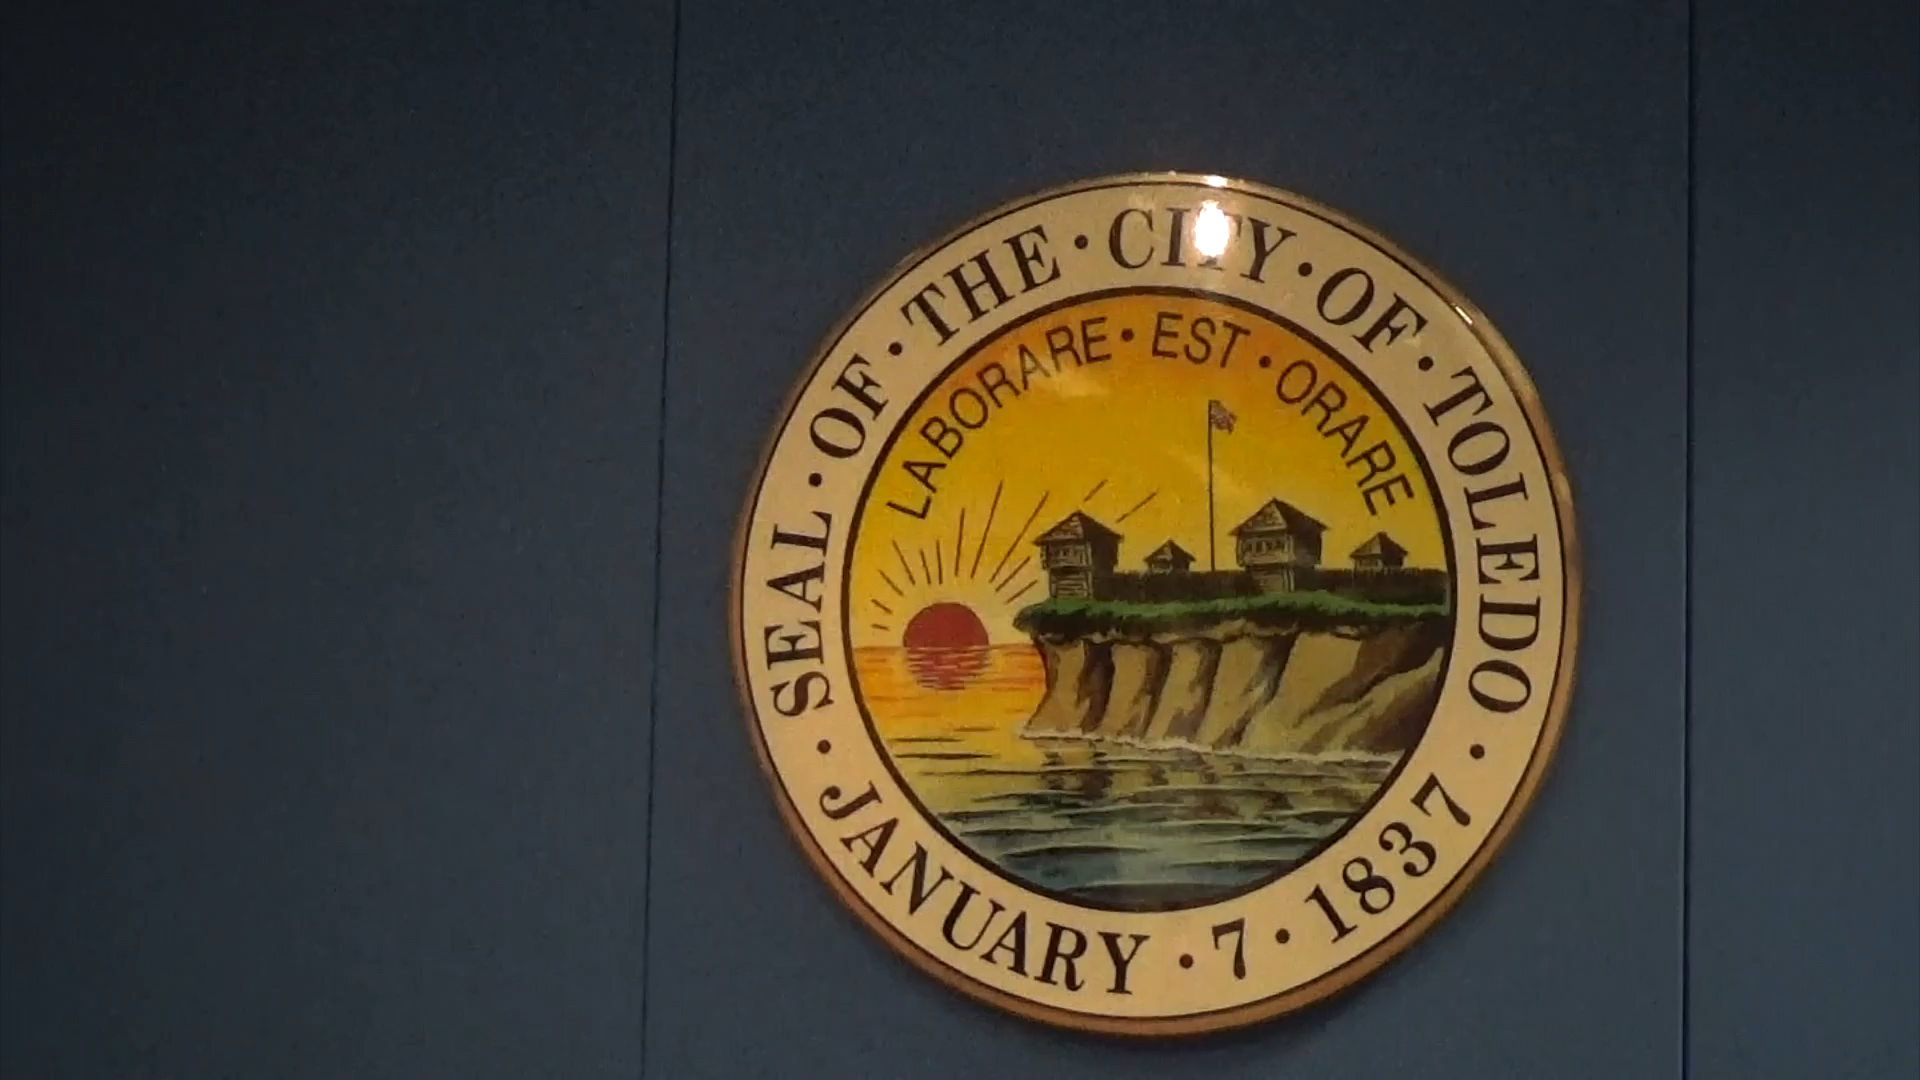 SEAL · OF · THE · CITY · OF · TOLEDO
LABORARE · EST · ORARE
· JANUARY · 7 · 1837 ·